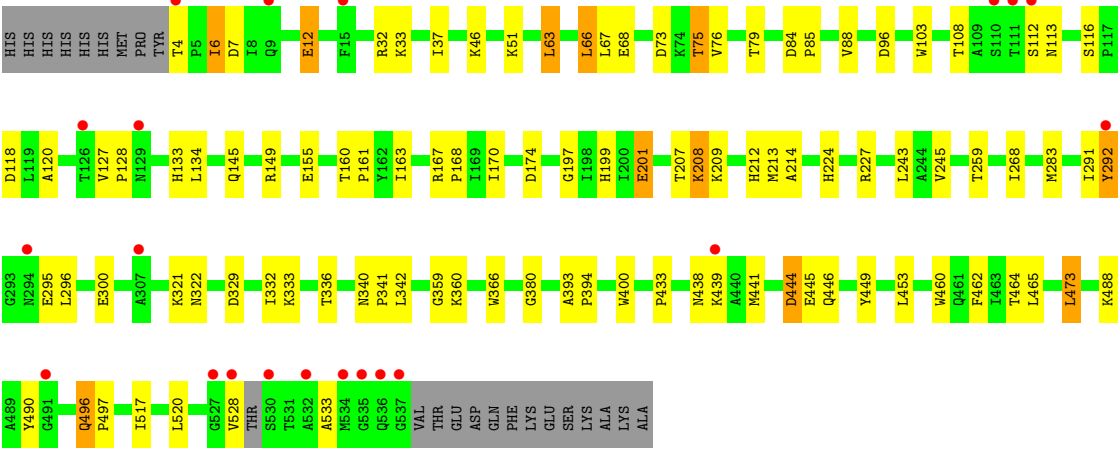 HIS HIS HIS HIS HIS HIS MET PRO TYR T4 P5 I6 D7 I8 Q9 E12 F15 R32 K33 I37 K46 K51 L63 L66 L67 E68 D73 K74 T75 V76 T79 D84 P85 V88 D96 W103 T108 A109 S110 T111 S112 N113 S116 P117
D118 L119 A120 T126 V127 P128 N129 H133 L134 Q145 R149 E155 T160 P161 Y162 I163 R167 P168 I169 I170 D174 G197 I198 H199 I200 E201 T207 K208 K209 H212 M213 A214 H224 R227 L243 A244 V245 T259 I268 M283 I291 Y292
G293 N294 E295 L296 E300 A307 K321 N322 D329 I332 K333 T336 N340 P341 L342 G359 K360 W366 G380 A393 P394 W400 P433 N438 K439 A440 M441 D444 E445 Q446 Y449 L453 W460 Q461 F462 I463 T464 L465 L473 K488
A489 Y490 G491 Q496 P497 I517 L520 G527 V528 THR S530 T531 A532 A533 M534 G535 Q536 G537 VAL THR GLU ASP GLN PHE LYS GLU SER LYS ALA LYS ALA